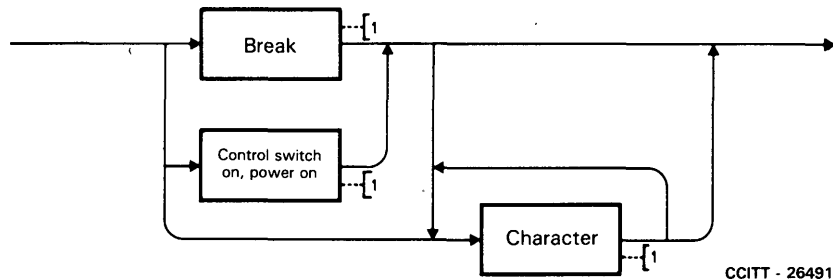 1
Break
Control switch
on, power on
1
Character
1
CCITT - 26491